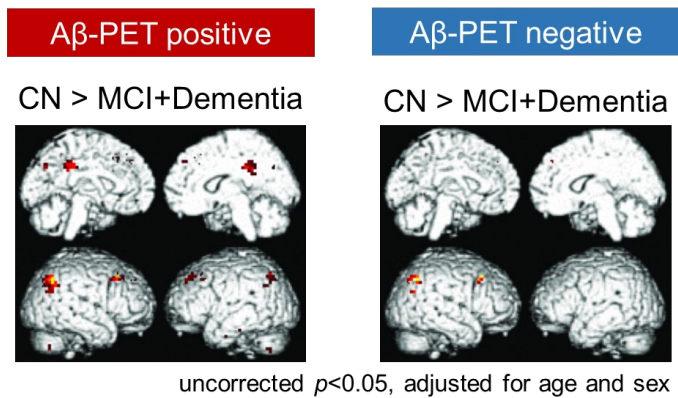 Aβ-PET positive
Aβ-PET negative
CN > MCI+Dementia
CN > MCI+Dementia
uncorrected p<0.05, adjusted for age and sex